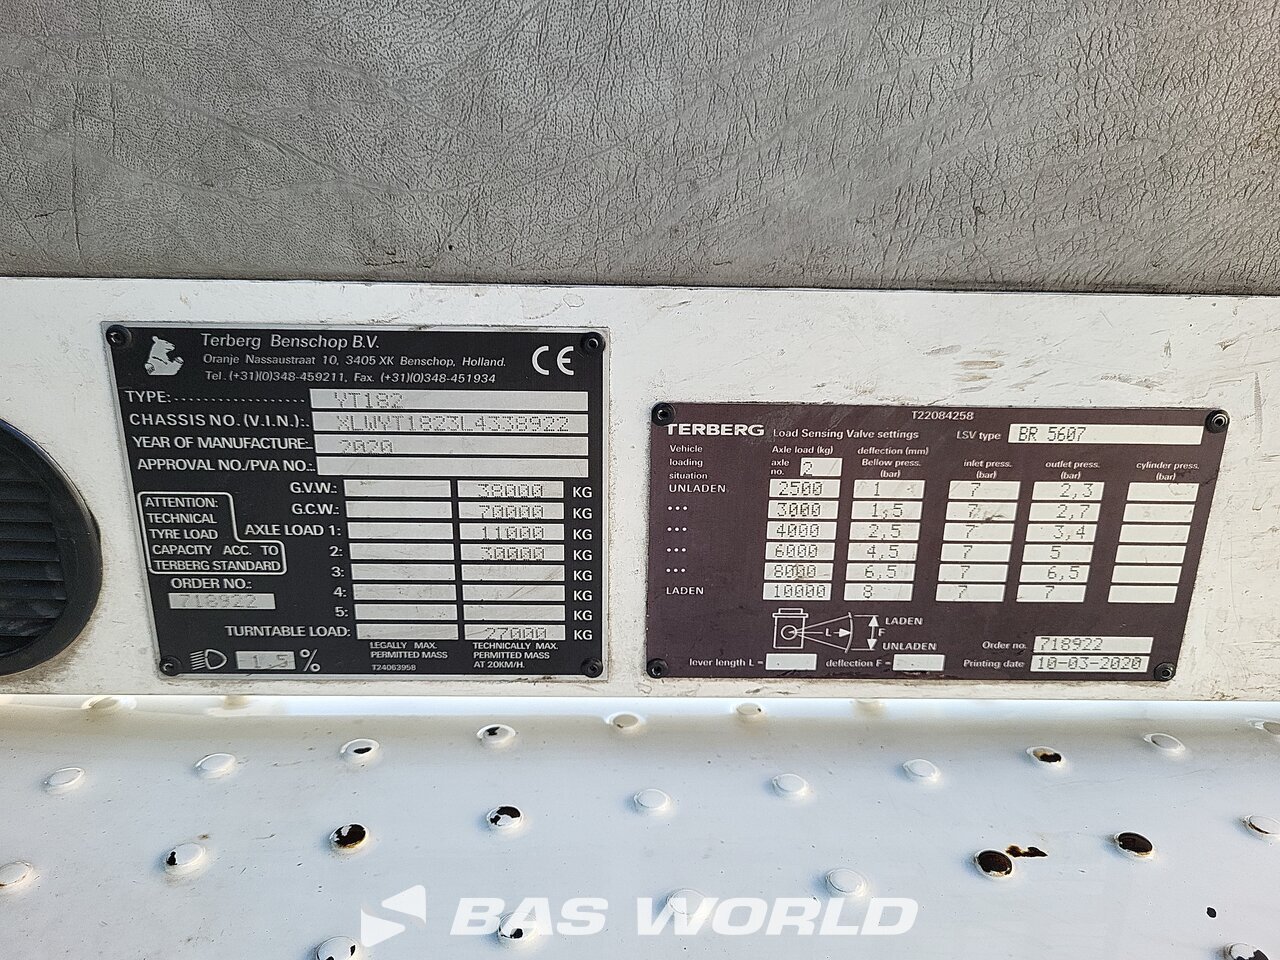 Terberg Benschop B.V.
Oranje Nassaustraat 10, 3405 XK Benschop, Holland.
Tel. (+31)(0)348-459211, Fax. (+31)(0)348-451934
CE
TYPE:................ YT182
CHASSIS NO. (V.I.N.):. XLWYT1823L4338922
YEAR OF MANUFACTURE: 2020
APPROVAL NO./PVA NO.:
G.V.W.: 38000 KG
G.C.W.: 70000 KG
AXLE LOAD 1: 11000 KG
2: 30000 KG
3: KG
4: KG
5: KG
TURNTABLE LOAD: 27000 KG
ATTENTION:
TECHNICAL
TYRE LOAD
CAPACITY ACC. TO
TERBERG STANDARD
ORDER NO.:
718922
1.5 %
LEGALLY MAX. PERMITTED MASS
T24063958
TECHNICALLY MAX. PERMITTED MASS AT 20KM/H.
T22084258
TERBERG Load Sensing Valve settings LSV type BR 5607
Vehicle loading situation
Axle load (kg) axle no. 2
deflection (mm) Bellow press. (bar)
inlet press. (bar)
outlet press. (bar)
cylinder press. (bar)
UNLADEN 2500 1 7 2,3
... 3000 1,5 7 2,7
... 4000 2,5 7 3,4
... 6000 4,5 7 5
... 8000 6,5 7 6,5
LADEN 10000 8 7 7
L F LADEN
UNLADEN
lever length L = deflection F =
Order no. 718922
Printing date 10-03-2020
BAS WORLD